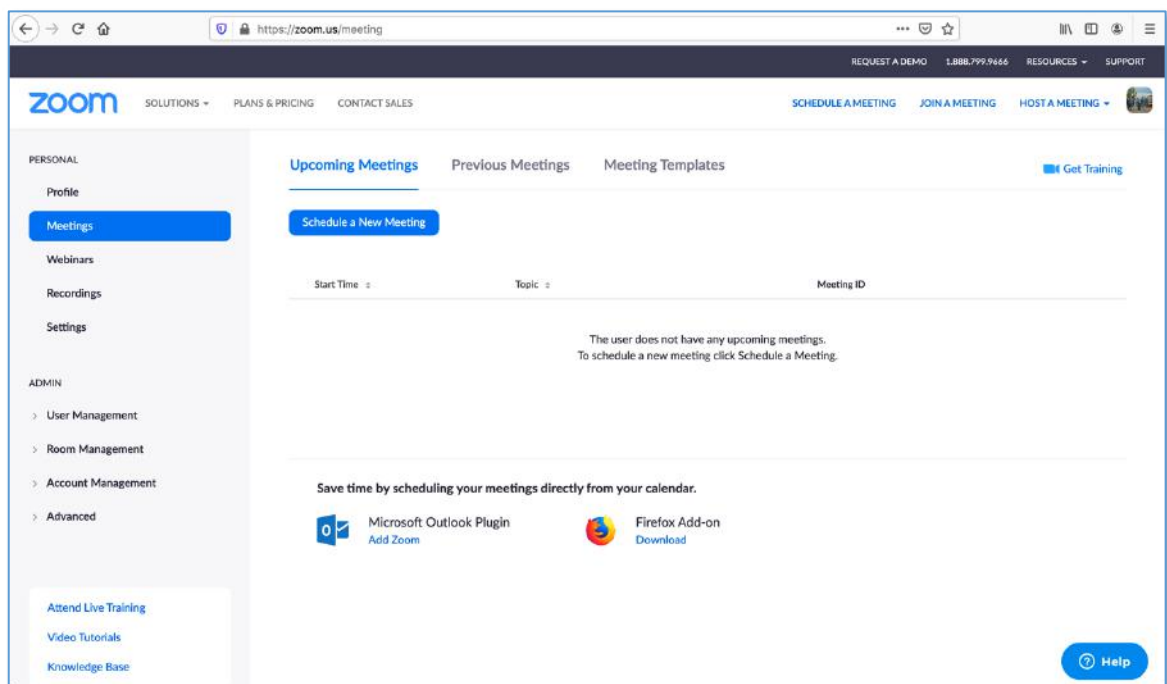 https://zoom.us/meeting
REQUEST A DEMO 1.888.799.9666 RESOURCES SUPPORT
zoom SOLUTIONS PLANS & PRICING CONTACT SALES SCHEDULE A MEETING JOIN A MEETING HOST A MEETING
PERSONAL
Profile
Meetings
Webinars
Recordings
Settings
ADMIN
User Management
Room Management
Account Management
Advanced
Attend Live Training
Video Tutorials
Knowledge Base
Upcoming Meetings Previous Meetings Meeting Templates Get Training
Schedule a New Meeting
Start Time Topic Meeting ID
The user does not have any upcoming meetings.
To schedule a new meeting click Schedule a Meeting.
Save time by scheduling your meetings directly from your calendar.
Microsoft Outlook Plugin Firefox Add-on
Add Zoom Download
Help